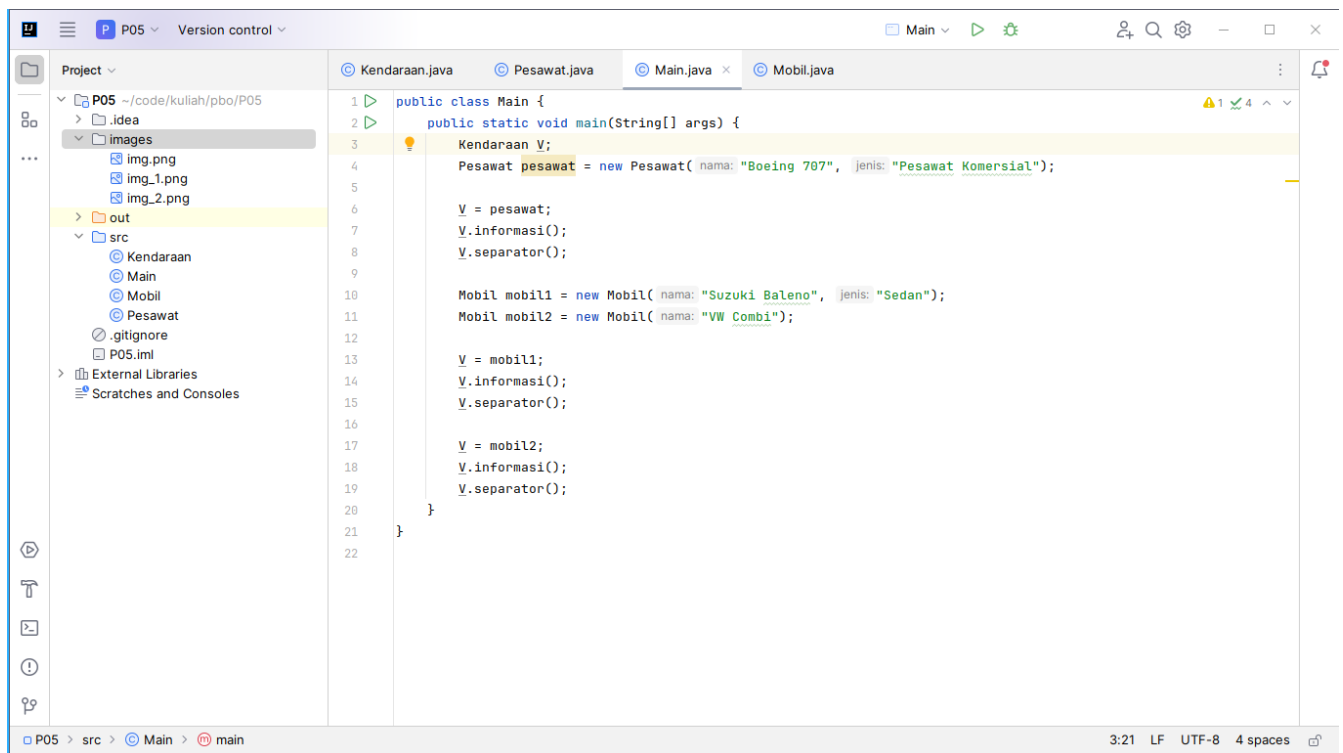 P P05 Version control Main
Project
P05 ~/code/kuliah/pbo/P05
.idea
images
img.png
img_1.png
img_2.png
out
src
Kendaraan
Main
Mobil
Pesawat
.gitignore
P05.iml
External Libraries
Scratches and Consoles
Kendaraan.java Pesawat.java Main.java Mobil.java
1 4
1 public class Main {
2 public static void main(String[] args) {
3 Kendaraan V;
4 Pesawat pesawat = new Pesawat( nama: "Boeing 707", jenis: "Pesawat Komersial");
5
6 V = pesawat;
7 V.informasi();
8 V.separator();
9
10 Mobil mobil1 = new Mobil( nama: "Suzuki Baleno", jenis: "Sedan");
11 Mobil mobil2 = new Mobil( nama: "VW Combi");
12
13 V = mobil1;
14 V.informasi();
15 V.separator();
16
17 V = mobil2;
18 V.informasi();
19 V.separator();
20 }
21 }
22
P05 > src > Main > main 3:21 LF UTF-8 4 spaces